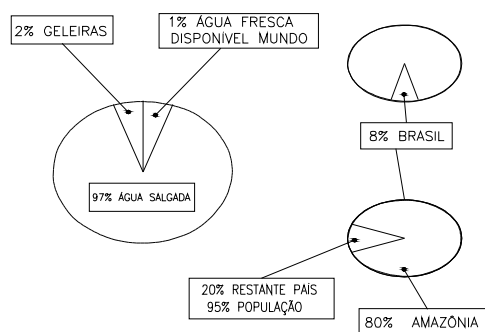 2% GELEIRAS
1% ÁGUA FRESCA
DISPONÍVEL MUNDO
97% ÁGUA SALGADA
8% BRASIL
20% RESTANTE PAÍS
95% POPULAÇÃO
80% AMAZÔNIA